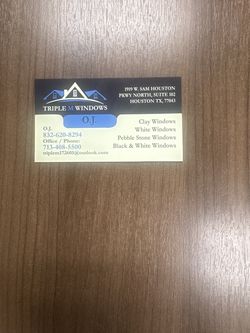 TRIPLE M WINDOWS
1919 W. SAM HOUSTON
PKWY NORTH, SUITE 102
HOUSTON TX, 77043
O.J.
O.J.
832-620-8294
Office / Phone:
713-468-5500
Clay Windows
White Windows
Pebble Stone Windows
Black & White Windows